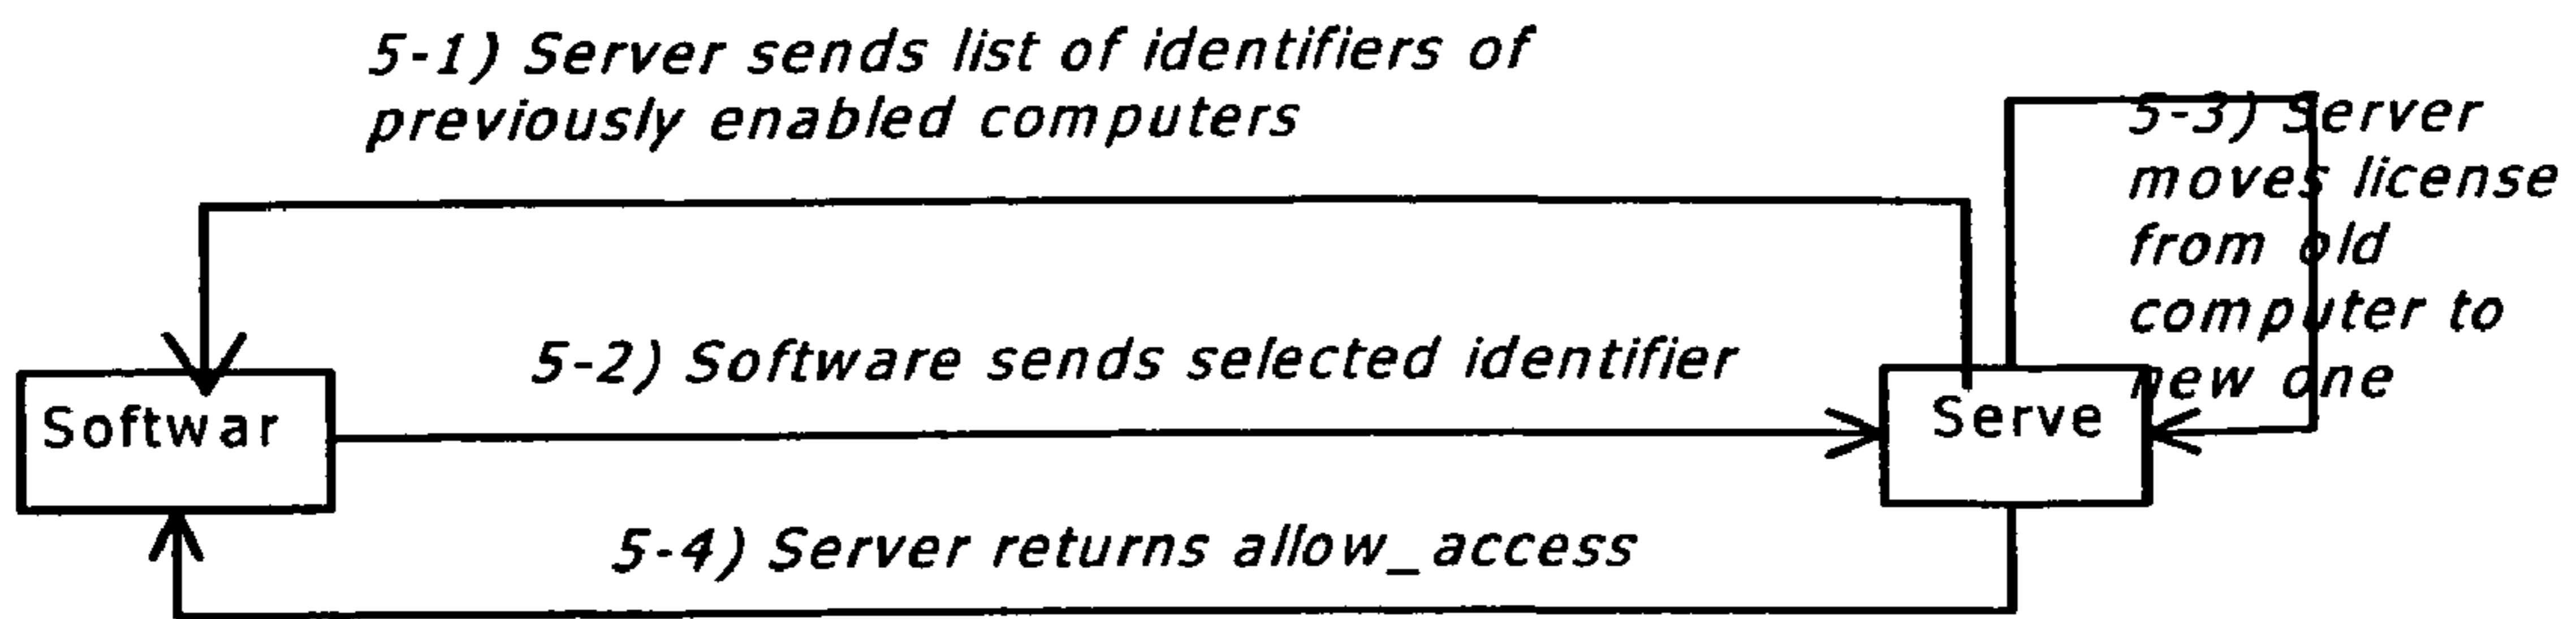 5-1) Server sends list of identifiers of
previously enabled computers
5-3) Server
moves license
from old
computer to
new one
5-2) Software sends selected identifier
Softwar
Serve
5-4) Server returns allow_access